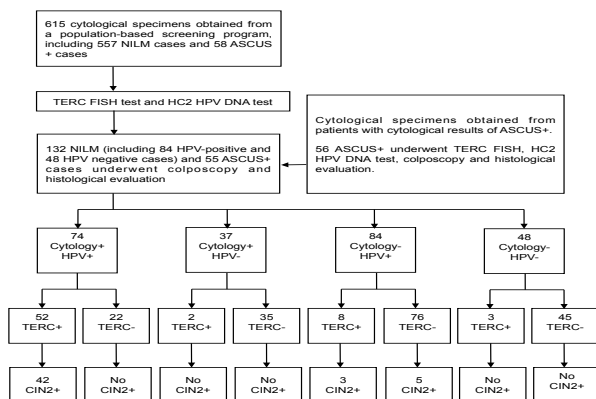 615 cytological specimens obtained from
a population-based screening program,
including 557 NILM cases and 58 ASCUS
+ cases
TERC FISH test and HC2 HPV DNA test
Cytological specimens obtained from
patients with cytological results of ASCUS+.
56 ASCUS+ underwent TERC FISH, HC2
HPV DNA test, colposcopy and histological
evaluation.
132 NILM (including 84 HPV-positive and
48 HPV negative cases) and 55 ASCUS+
cases underwent colposcopy and
histological evaluation
74
Cytology+
HPV+
37
Cytology+
HPV-
84
Cytology-
HPV+
48
Cytology-
HPV-
52
TERC+
22
TERC-
2
TERC+
35
TERC-
8
TERC+
76
TERC-
3
TERC+
45
TERC-
42
CIN2+
No
CIN2+
No
CIN2+
No
CIN2+
3
CIN2+
5
CIN2+
No
CIN2+
No
CIN2+